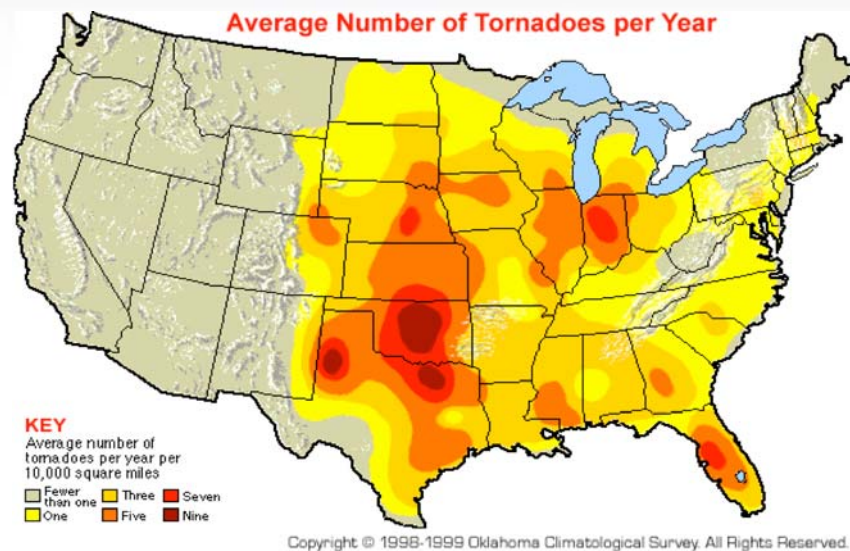 Average Number of Tornadoes per Year
KEY
Average number of
tornadoes per year per
10,000 square miles
Fewer
than one
One
Three
Five
Seven
Nine
Copyright © 1998-1999 Oklahoma Climatological Survey. All Rights Reserved.